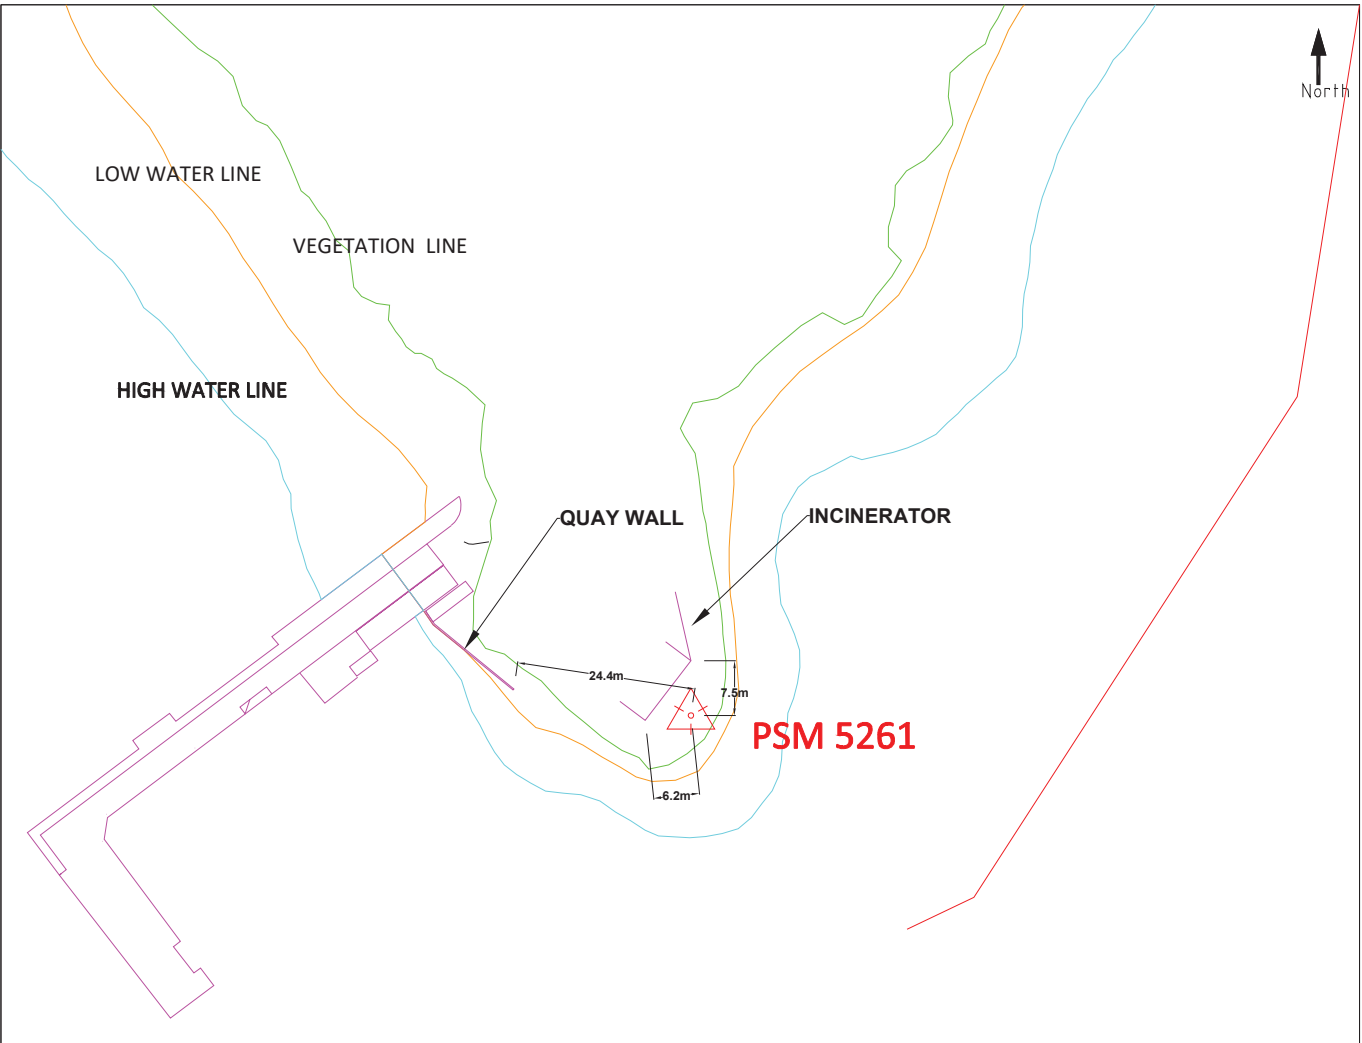 North
LOW WATER LINE
VEGETATION LINE
HIGH WATER LINE
QUAY WALL
INCINERATOR
24.4m
7.5m
PSM 5261
6.2m